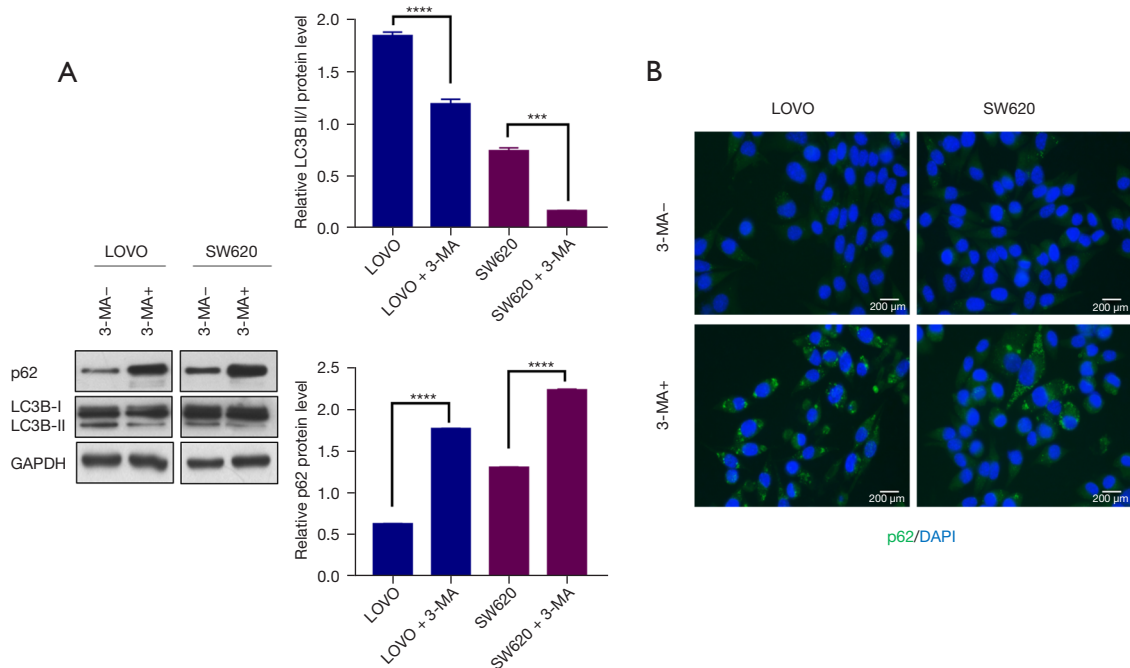 A
LOVO
SW620
3-MA−
3-MA+
3-MA−
3-MA+
p62
LC3B-I
LC3B-II
GAPDH
Relative LC3B II/I protein level
2.0
1.5
1.0
0.5
0.0
****
***
LOVO
LOVO + 3-MA
SW620
SW620 + 3-MA
Relative p62 protein level
2.5
2.0
1.5
1.0
0.5
0.0
****
****
LOVO
LOVO + 3-MA
SW620
SW620 + 3-MA
B
LOVO
SW620
3-MA−
200 µm
200 µm
3-MA+
200 µm
200 µm
p62/DAPI